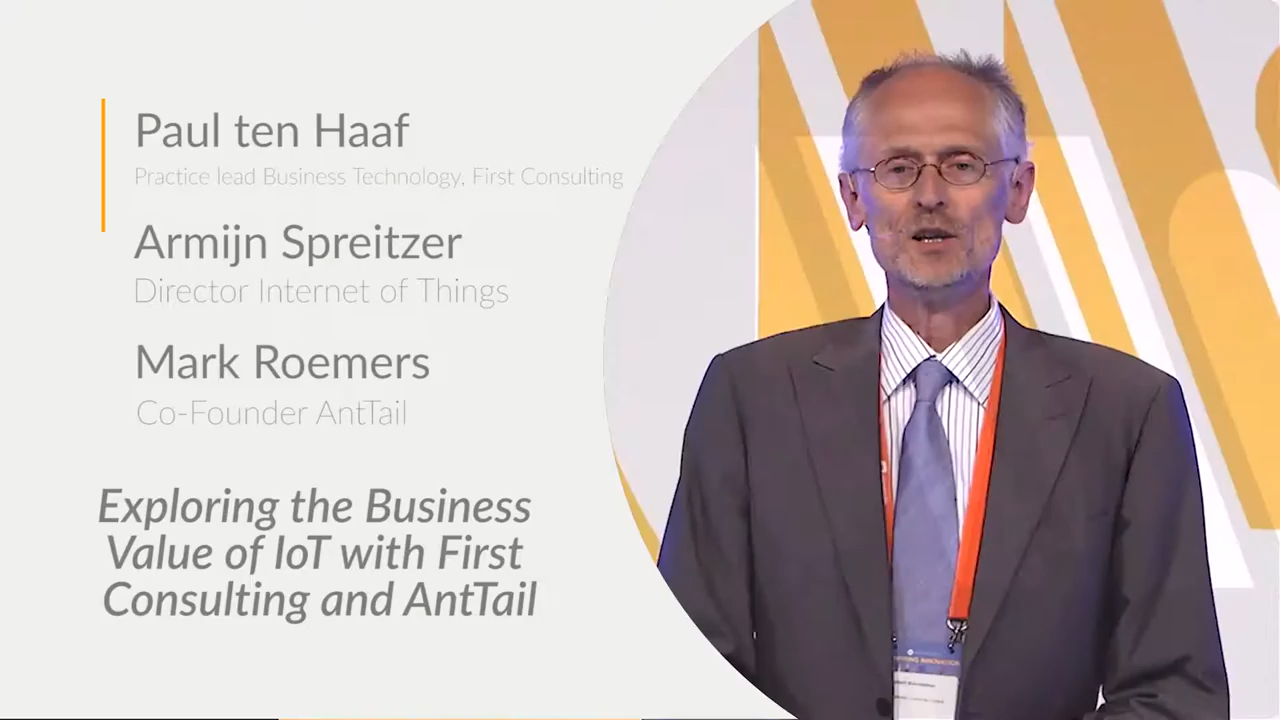 Paul ten Haaf
Practice lead Business Technology, First Consulting
Armijn Spreitzer
Director Internet of Things
Mark Roemers
Co-Founder AntTail
Exploring the Business
Value of IoT with First
Consulting and AntTail